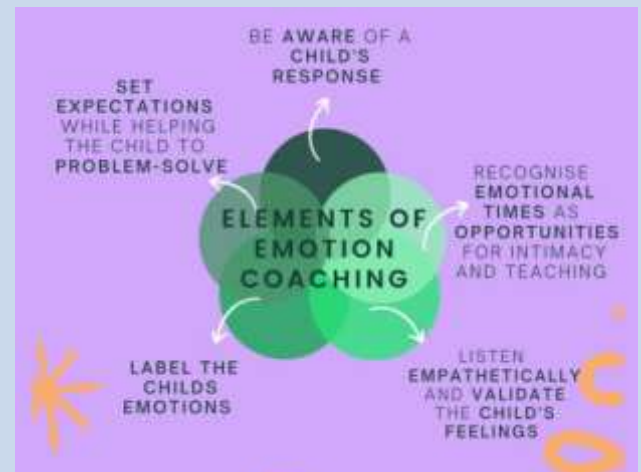 BE AWARE OF A
CHILD'S
RESPONSE
SET
EXPECTATIONS
WHILE HELPING
THE CHILD TO
PROBLEM-SOLVE
RECOGNISE
EMOTIONAL
TIMES AS
OPPORTUNITIES
FOR INTIMACY
AND TEACHING
ELEMENTS OF
EMOTION
COACHING
LABEL THE
CHILDS
EMOTIONS
LISTEN
EMPATHETICALLY
AND VALIDATE
THE CHILD'S
FEELINGS